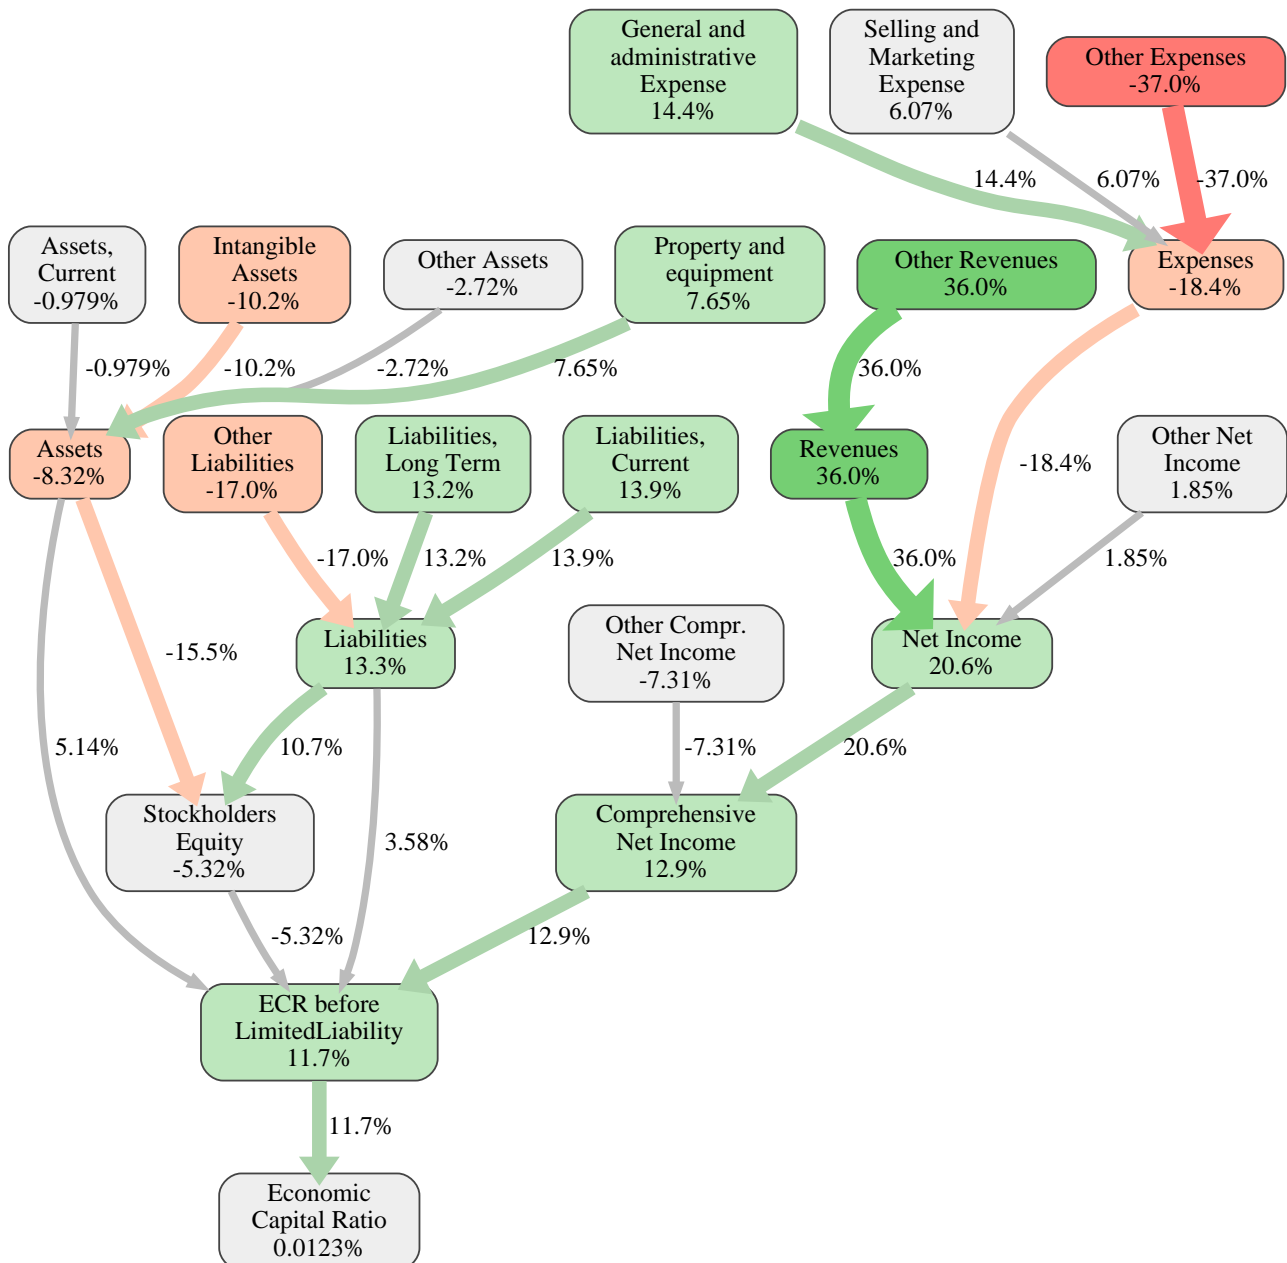 General and
administrative
Expense
14.4%
Selling and
Marketing
Expense
6.07%
Other Expenses
-37.0%
14.4%
6.07%
-37.0%
Assets,
Current
-0.979%
Intangible
Assets
-10.2%
Other Assets
-2.72%
Property and
equipment
7.65%
Other Revenues
36.0%
Expenses
-18.4%
-0.979%
-10.2%
-2.72%
7.65%
36.0%
-18.4%
Assets
-8.32%
Other
Liabilities
-17.0%
Liabilities,
Long Term
13.2%
Liabilities,
Current
13.9%
Revenues
36.0%
Other Net
Income
1.85%
-17.0%
13.2%
13.9%
36.0%
1.85%
-15.5%
Liabilities
13.3%
Other Compr.
Net Income
-7.31%
Net Income
20.6%
5.14%
10.7%
-7.31%
20.6%
Stockholders
Equity
-5.32%
3.58%
Comprehensive
Net Income
12.9%
-5.32%
12.9%
ECR before
LimitedLiability
11.7%
11.7%
Economic
Capital Ratio
0.0123%